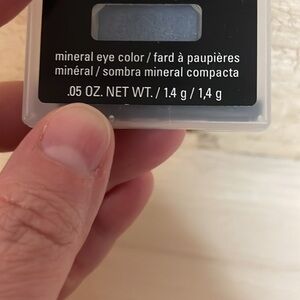 mineral eye color / fard à paupières
minéral / sombra mineral compacta
.05 OZ. NET WT. / 1.4 g / 1,4 g